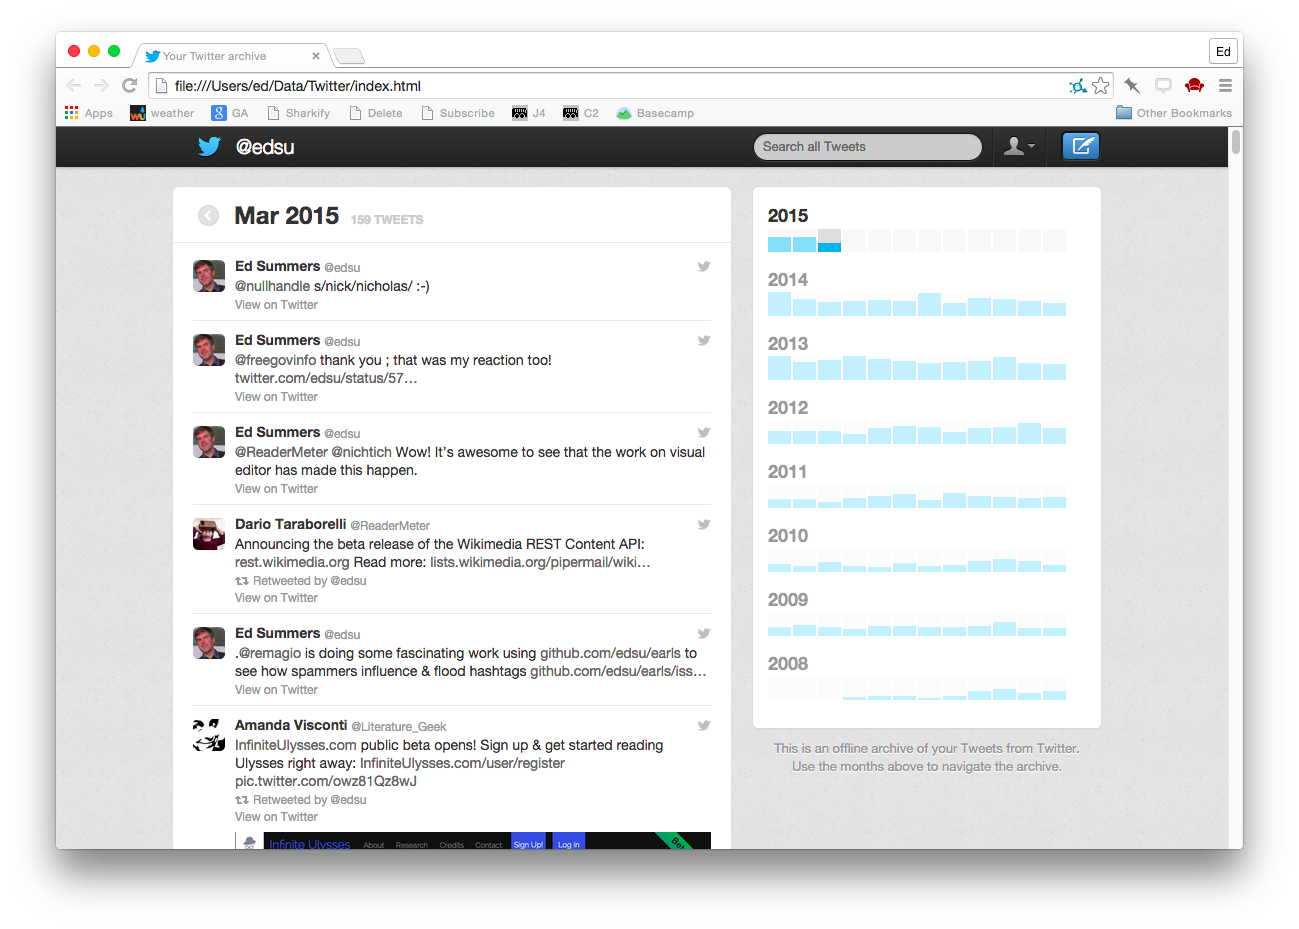 Your Twitter archive
Ed
file:///Users/ed/Data/Twitter/index.html
Apps weather GA Sharkify Delete Subscribe J4 C2 Basecamp Other Bookmarks
@edsu
Search all Tweets
Mar 2015 159 TWEETS
Ed Summers @edsu
@nullhandle s/nick/nicholas/ :-)
View on Twitter
Ed Summers @edsu
@freegovinfo thank you ; that was my reaction too!
twitter.com/edsu/status/57…
View on Twitter
Ed Summers @edsu
@ReaderMeter @nichtich Wow! It's awesome to see that the work on visual
editor has made this happen.
View on Twitter
Dario Taraborelli @ReaderMeter
Announcing the beta release of the Wikimedia REST Content API:
rest.wikimedia.org Read more: lists.wikimedia.org/pipermail/wiki…
Retweeted by @edsu
View on Twitter
Ed Summers @edsu
.@remagio is doing some fascinating work using github.com/edsu/earls to
see how spammers influence & flood hashtags github.com/edsu/earls/iss…
View on Twitter
Amanda Visconti @Literature_Geek
InfiniteUlysses.com public beta opens! Sign up & get started reading
Ulysses right away: InfiniteUlysses.com/user/register
pic.twitter.com/owz81Qz8wJ
Retweeted by @edsu
View on Twitter
Infinite Ulysses About Research Credits Contact Sign Up! Log In Bet
2015
2014
2013
2012
2011
2010
2009
2008
This is an offline archive of your Tweets from Twitter.
Use the months above to navigate the archive.